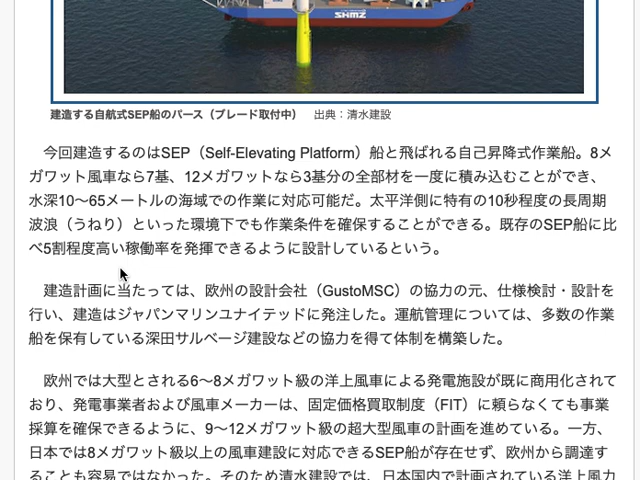 SHMZ
建造する自航式SEP船のパース（ブレード取付中） 出典：清水建設
今回建造するのはSEP（Self-Elevating Platform）船と飛ばれる自己昇降式作業船。8メ
ガワット風車なら7基、12メガワットなら3基分の全部材を一度に積み込むことができ、
水深10〜65メートルの海域での作業に対応可能だ。太平洋側に特有の10秒程度の長周期
波浪（うねり）といった環境下でも作業条件を確保することができる。既存のSEP船に比
べ5割程度高い稼働率を発揮できるように設計しているという。
建造計画に当たっては、欧州の設計会社（GustoMSC）の協力の元、仕様検討・設計を
行い、建造はジャパンマリンユナイテッドに発注した。運航管理については、多数の作業
船を保有している深田サルベージ建設などの協力を得て体制を構築した。
欧州では大型とされる6〜8メガワット級の洋上風車による発電施設が既に商用化されて
おり、発電事業者および風車メーカーは、固定価格買取制度（FIT）に頼らなくても事業
採算を確保できるように、9〜12メガワット級の超大型風車の計画を進めている。一方、
日本では8メガワット級以上の風車建設に対応できるSEP船が存在せず、欧州から調達す
ることも容易ではなかった。そのため清水建設では、日本国内で計画されている洋上風力